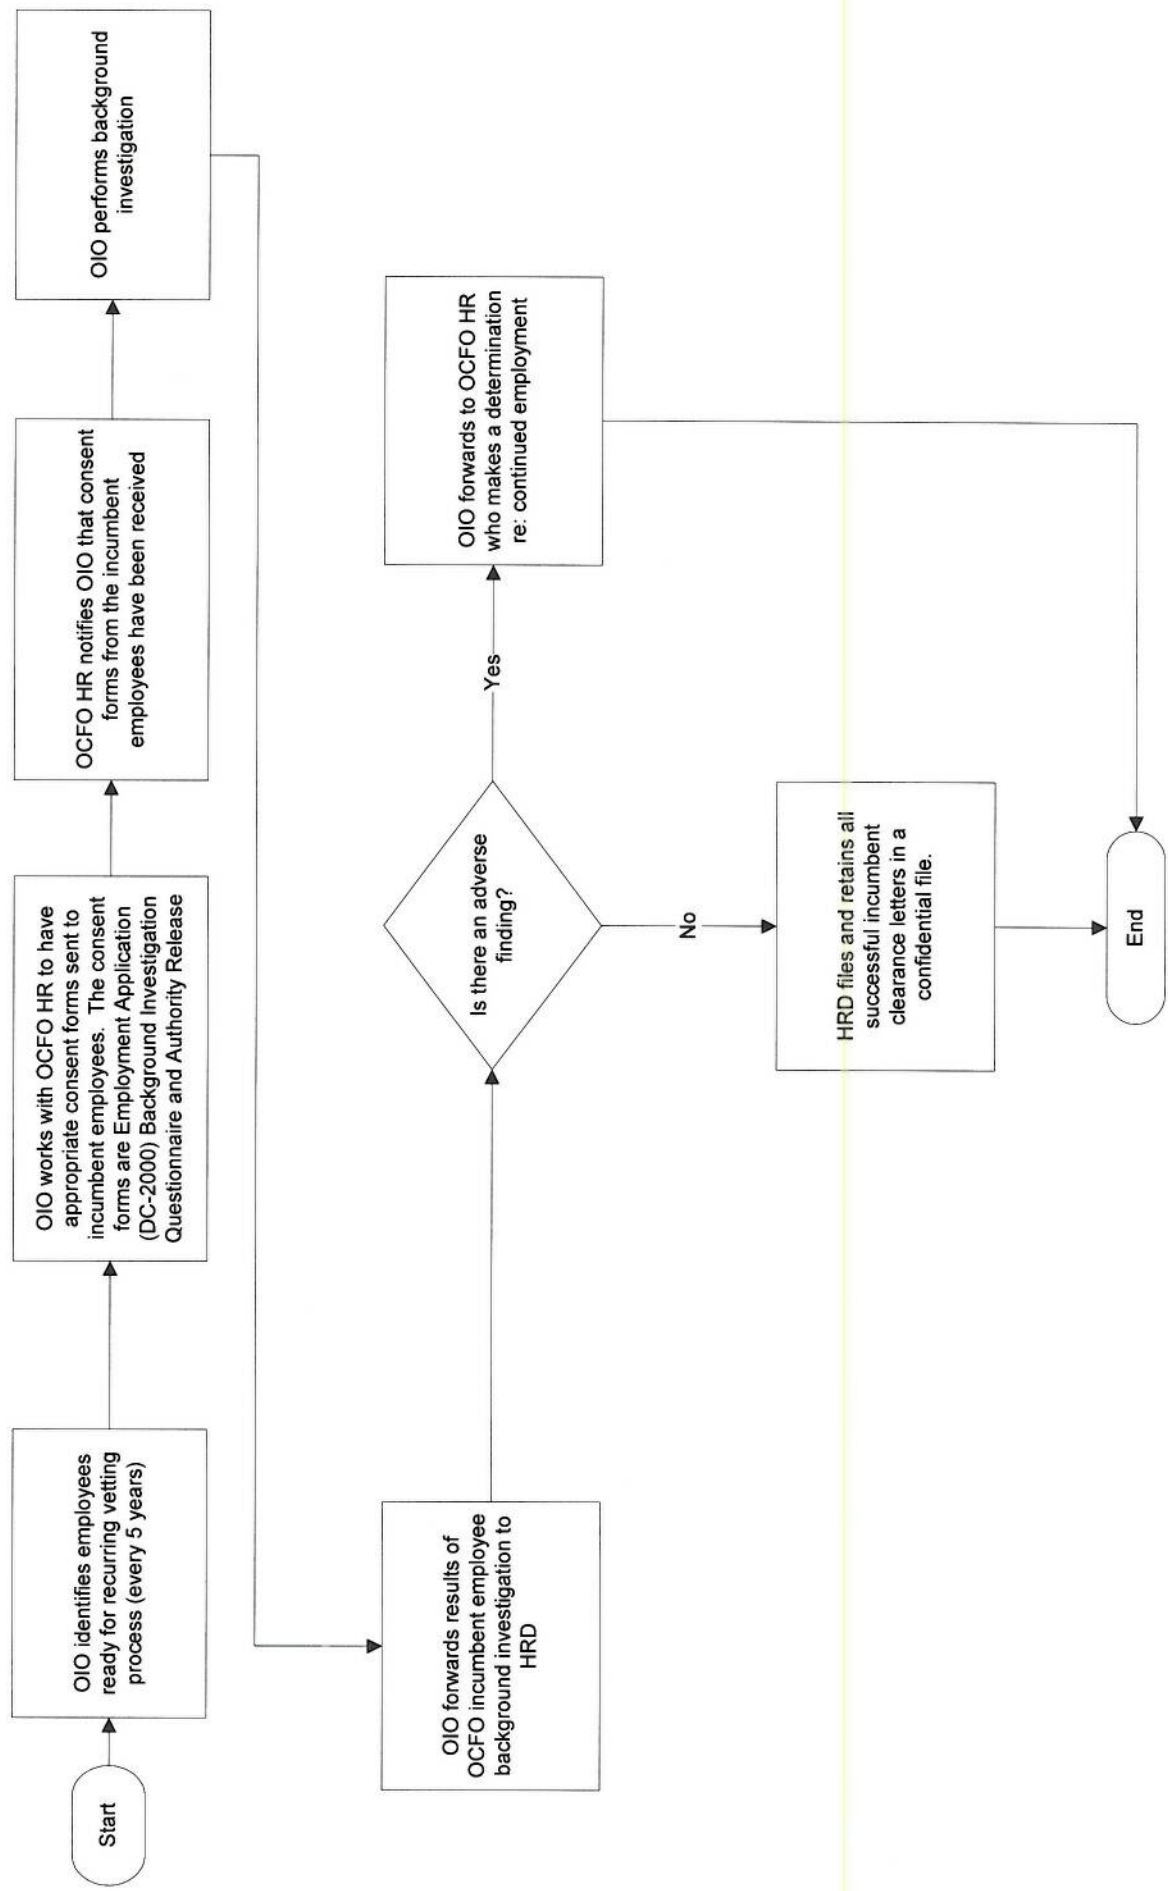 Start
OIO identifies employees
ready for recurring vetting
process (every 5 years)
OIO works with OCFO HR to have
appropriate consent forms sent to
incumbent employees.  The consent
forms are Employment Application
(DC-2000) Background Investigation
Questionnaire and Authority Release
OCFO HR notifies OIO that consent
forms from the incumbent
employees have been received
OIO performs background
investigation
OIO forwards results of
OCFO incumbent employee
background investigation to
HRD
Is there an adverse
finding?
Yes
OIO forwards to OCFO HR
who makes a determination
re: continued employment
No
HRD files and retains all
successful incumbent
clearance letters in a
confidential file.
End